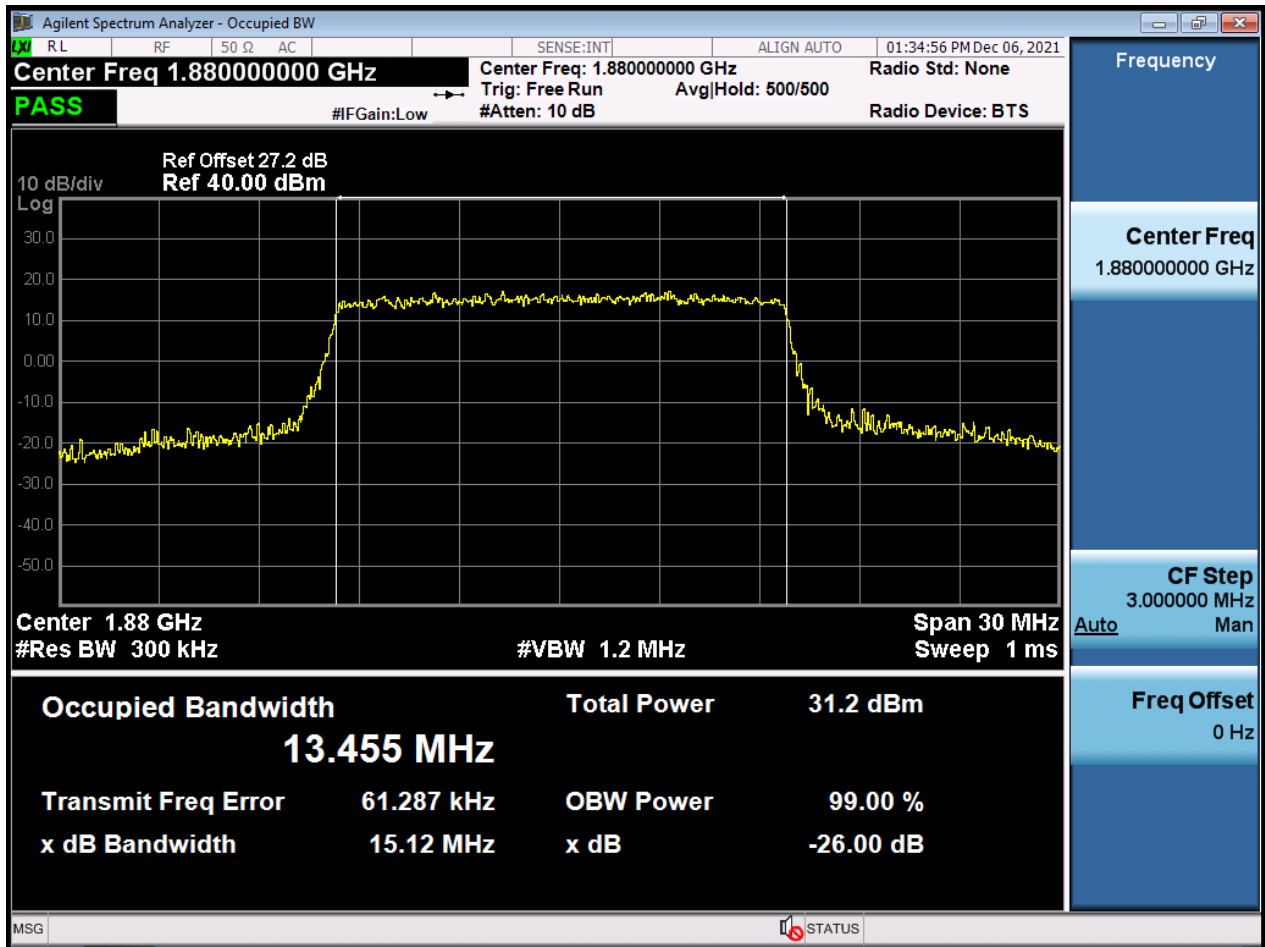 Agilent Spectrum Analyzer - Occupied BW
LXI RL RF 50 Ω AC SENSE:INT ALIGN AUTO 01:34:56 PM Dec 06, 2021
Center Freq 1.880000000 GHz
Center Freq: 1.880000000 GHz
Radio Std: None
Trig: Free Run Avg|Hold: 500/500
PASS
#IFGain:Low
#Atten: 10 dB
Radio Device: BTS
Ref Offset 27.2 dB
10 dB/div Ref 40.00 dBm
Log
30.0
20.0
10.0
0.00
-10.0
-20.0
-30.0
-40.0
-50.0
Center 1.88 GHz Span 30 MHz
#Res BW 300 kHz #VBW 1.2 MHz Sweep 1 ms
Occupied Bandwidth Total Power 31.2 dBm
13.455 MHz
Transmit Freq Error 61.287 kHz OBW Power 99.00 %
x dB Bandwidth 15.12 MHz x dB -26.00 dB
Frequency
Center Freq
1.880000000 GHz
CF Step
3.000000 MHz
Auto Man
Freq Offset
0 Hz
MSG STATUS